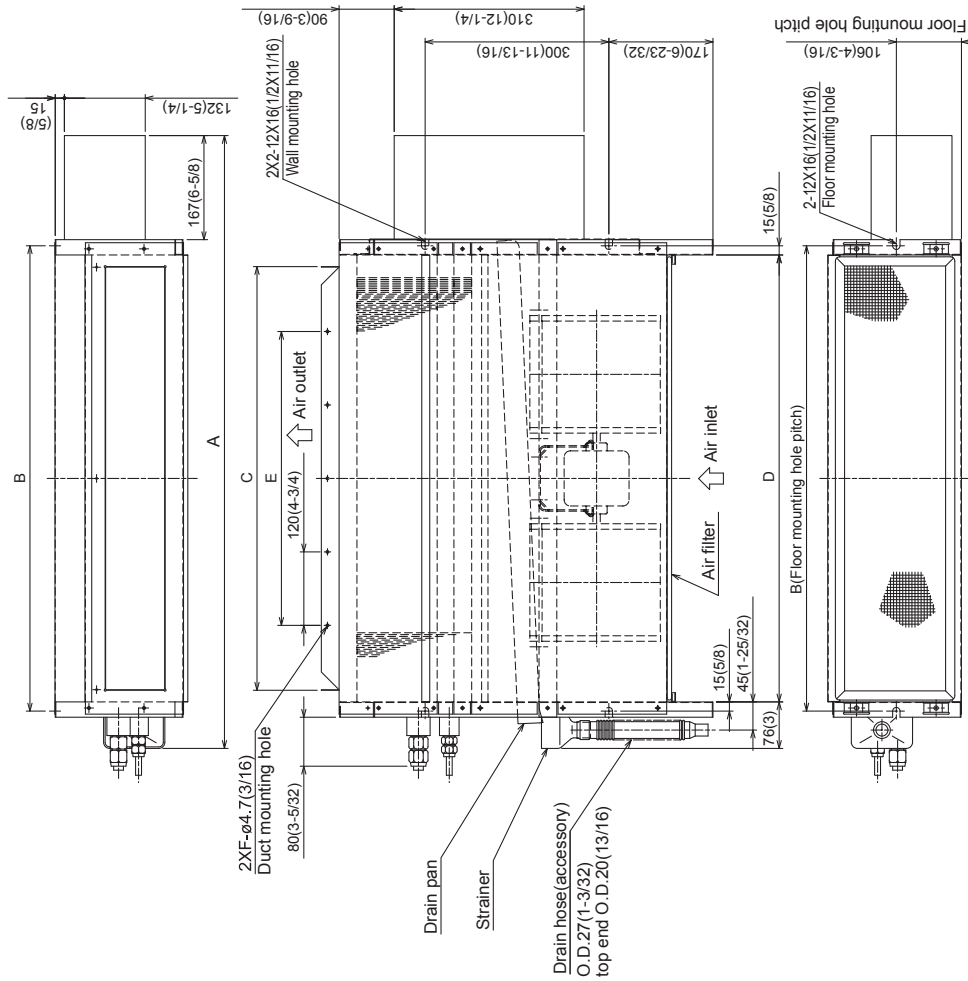 15
(5/8)
132(5-1/4)
B
167(6-5/8)
A
90(3-9/16)
310(12-1/4)
300(11-13/16)
170(6-23/32)
2X2-12X16(1/2X11/16)
Wall mounting hole
Air outlet
C
E
120(4-3/4)
2XF-ø4.7(3/16)
Duct mounting hole
80(3-5/32)
Drain pan
Strainer
Drain hose(accessory)
O.D.27(1-3/32)
top end O.D.20(13/16)
Air inlet
Air filter
D
15(5/8)
15(5/8)
45(1-25/32)
76(3)
B(Floor mounting hole pitch)
2-12X16(1/2X11/16)
Floor mounting hole
106(4-3/16)
Floor mounting hole pitch